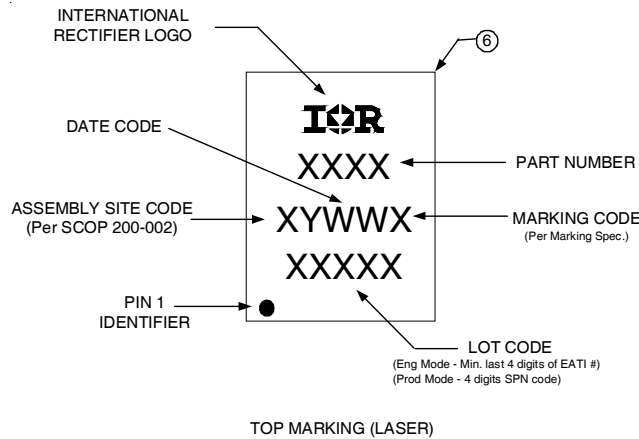 INTERNATIONAL
RECTIFIER LOGO
6
IOR
DATE CODE
XXXX
PART NUMBER
ASSEMBLY SITE CODE
(Per SCOP 200-002)
XYWWX
MARKING CODE
(Per Marking Spec.)
XXXXX
PIN 1
IDENTIFIER
LOT CODE
(Eng Mode - Min. last 4 digits of EATI #)
(Prod Mode - 4 digits SPN code)
TOP MARKING (LASER)